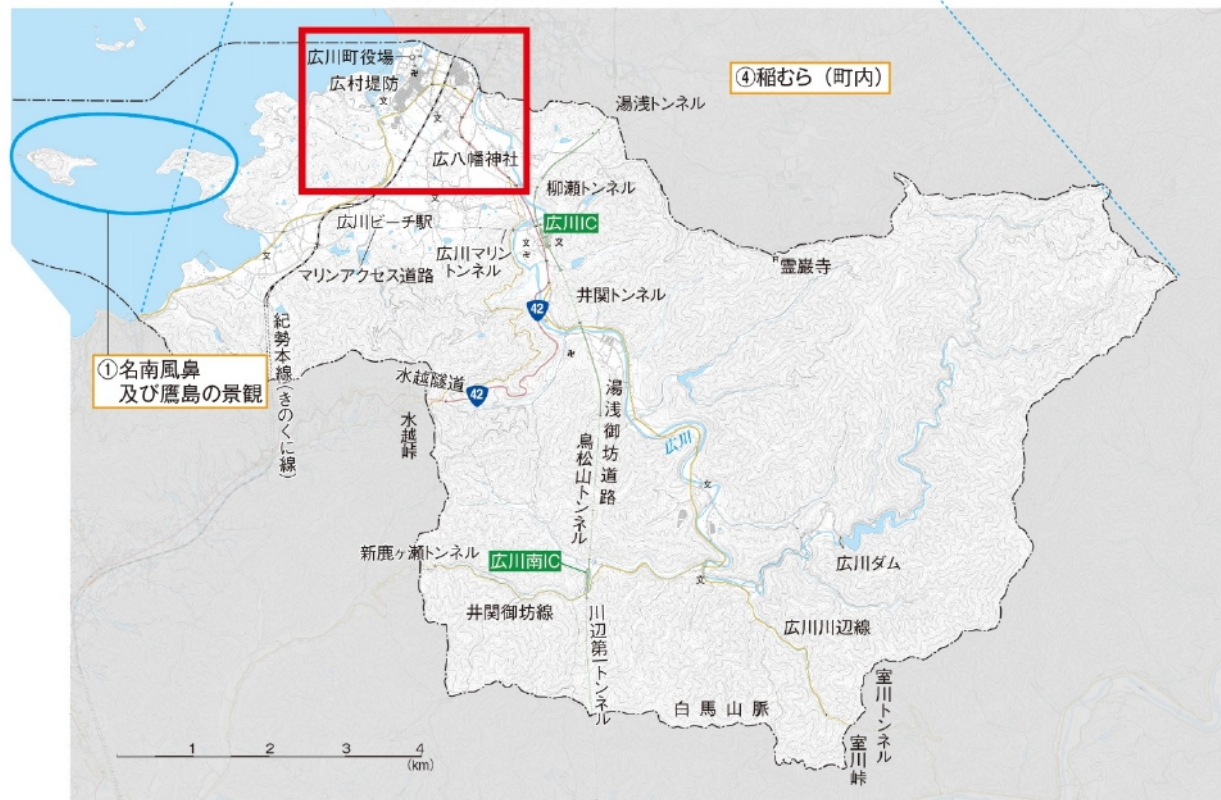 広川町役場
広村堤防
④稲むら（町内）
湯浅トンネル
広八幡神社
柳瀬トンネル
広川ビーチ駅
広川IC
広川マリン
トンネル
霊巌寺
マリンアクセス道路
井関トンネル
42
紀勢本線(きのくに線)
①名南風鼻
及び鷹島の景観
水越隧道
42
水越峠
湯浅御坊道路
鳥松山トンネル
広川
新鹿ヶ瀬トンネル
広川南IC
広川ダム
井関御坊線
川辺第一トンネル
広川川辺線
白馬山脈
室川トンネル
室川峠
1 2 3 4
(km)